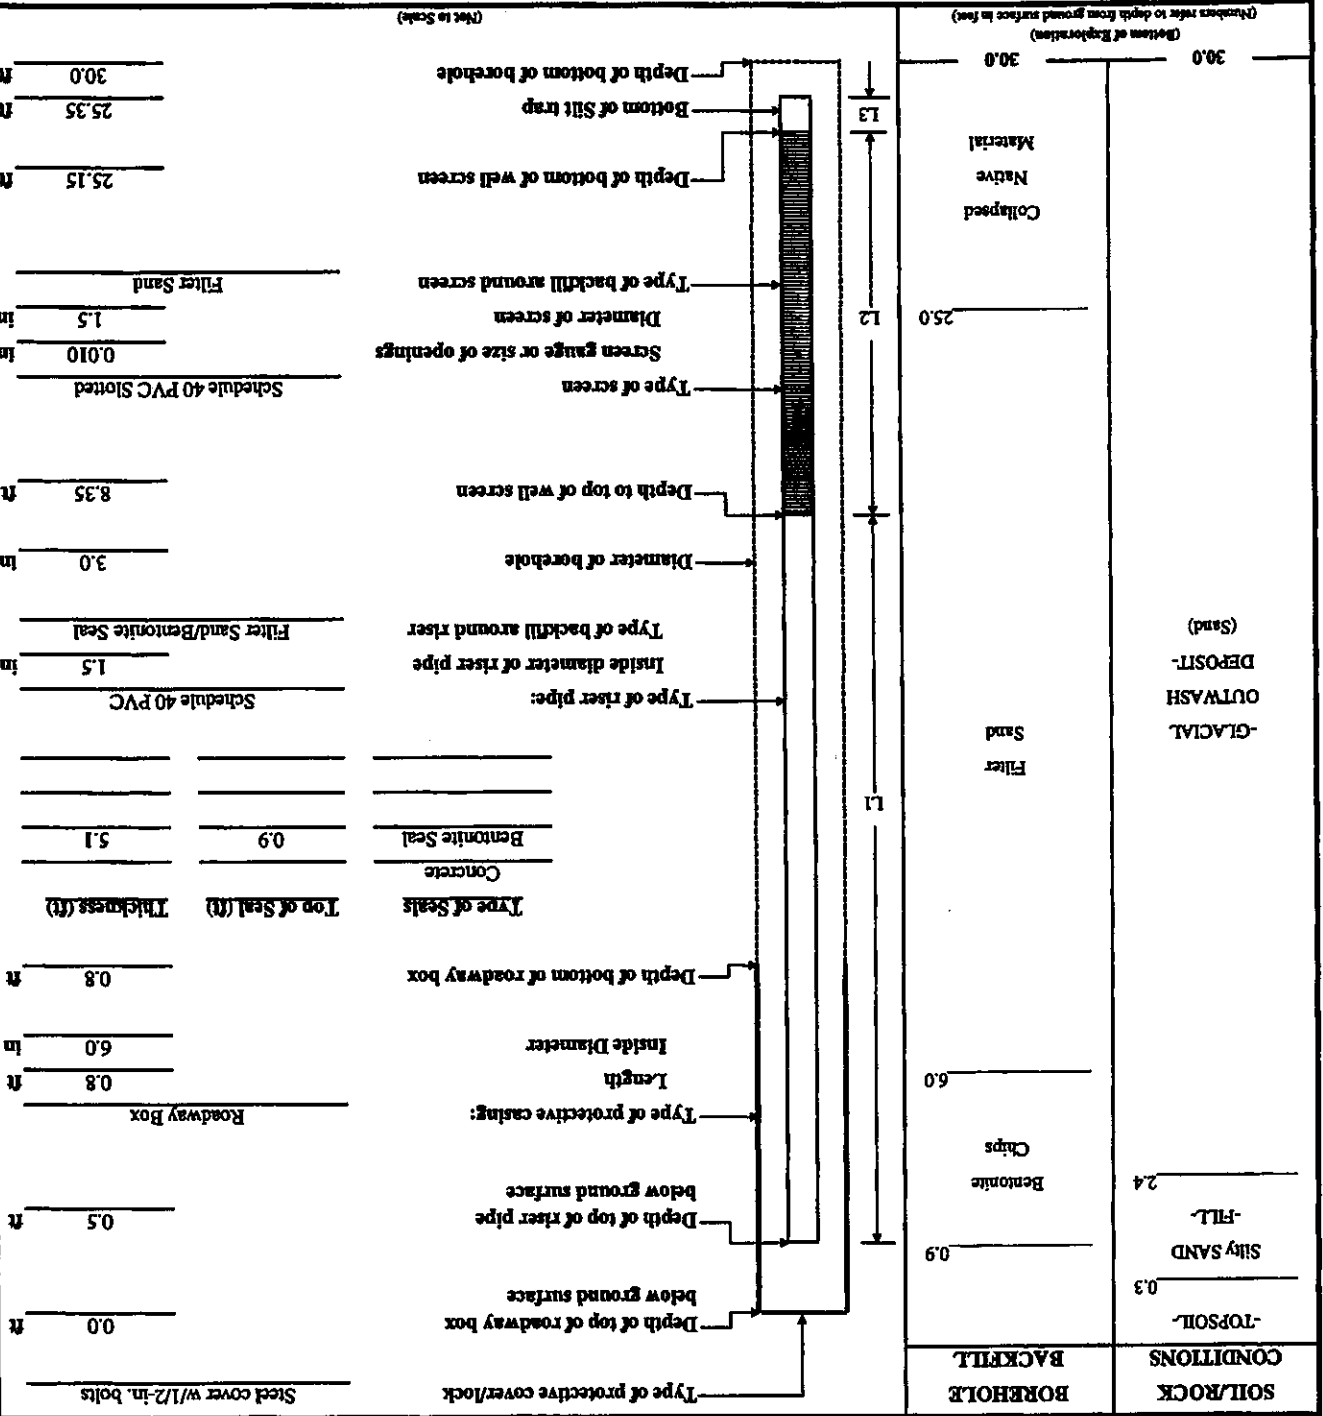 SOIL/ROCK
CONDITIONS
BOREHOLE
BACKFILL
-TOPSOIL-
0.3
Silty SAND
-FILL-
2.4
-GLACIAL
OUTWASH
DEPOSIT-
(Sand)
30.0
0.9
Bentonite
Chips
6.0
Filter
Sand
25.0
Collapsed
Native
Material
30.0
(Bottom of Exploration)
(Numbers refer to depth from ground surface in feet)
L1
L2
L3
Type of protective cover/lock
Steel cover w/1/2-in. bolts
Depth of top of roadway box
below ground surface
0.0 ft
Depth of top of riser pipe
below ground surface
0.5 ft
Type of protective casing:
Roadway Box
Length
0.8 ft
Inside Diameter
6.0 in
Depth of bottom of roadway box
0.8 ft
Type of Seals Top of Seal (ft) Thickness (ft)
Concrete
Bentonite Seal 0.9 5.1
Type of riser pipe:
Schedule 40 PVC
Inside diameter of riser pipe
1.5 in
Type of backfill around riser
Filter Sand/Bentonite Seal
Diameter of borehole
3.0 in
Depth to top of well screen
8.35 ft
Type of screen
Schedule 40 PVC Slotted
Screen gauge or size of openings
0.010 in
Diameter of screen
1.5 in
Type of backfill around screen
Filter Sand
Depth of bottom of well screen
25.15 ft
Bottom of Silt trap
25.35 ft
Depth of bottom of borehole
30.0 ft
(Not to Scale)